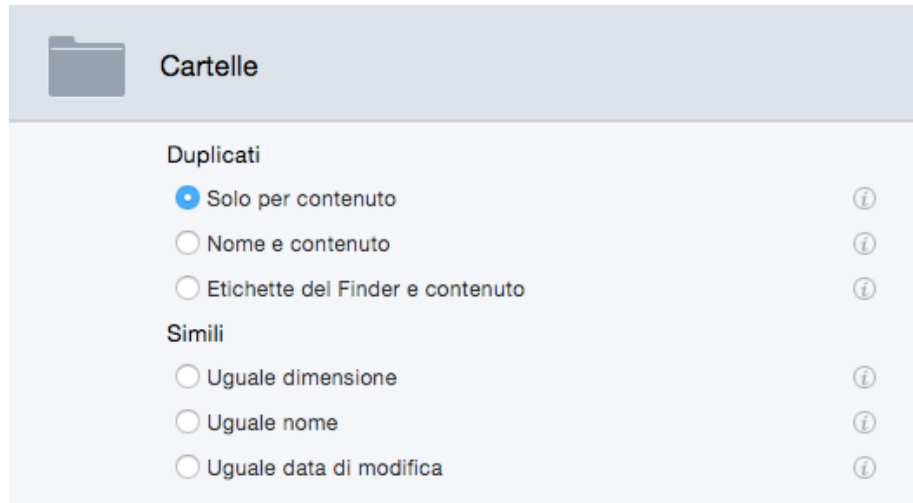 Cartelle
Duplicati
Solo per contenuto
Nome e contenuto
Etichette del Finder e contenuto
Simili
Uguale dimensione
Uguale nome
Uguale data di modifica